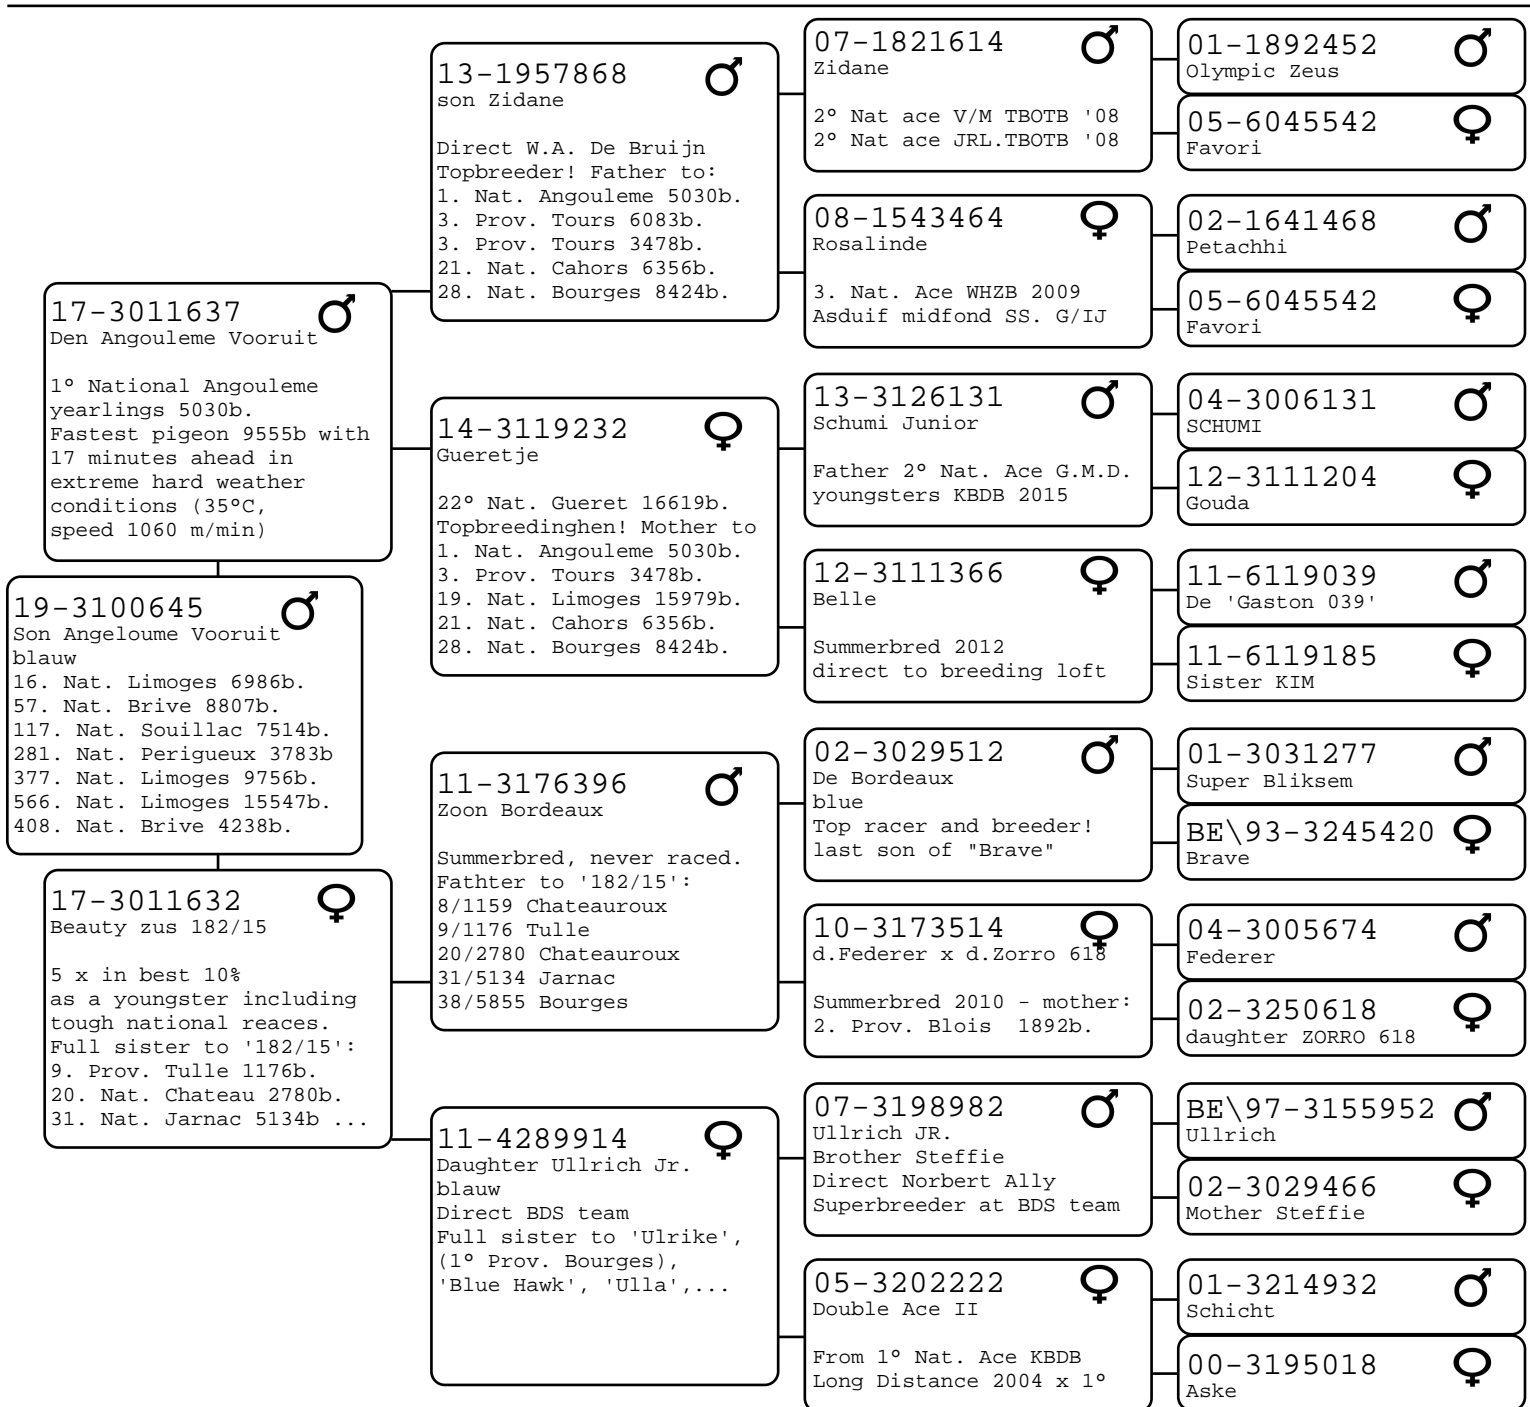 19-3100645
Son Angeloume Vooruit
blauw
16. Nat. Limoges 6986b.
57. Nat. Brive 8807b.
117. Nat. Souillac 7514b.
281. Nat. Perigueux 3783b
377. Nat. Limoges 9756b.
566. Nat. Limoges 15547b.
408. Nat. Brive 4238b.
17-3011637
Den Angouleme Vooruit
1º National Angouleme
yearlings 5030b.
Fastest pigeon 9555b with
17 minutes ahead in
extreme hard weather
conditions (35ºC,
speed 1060 m/min)
17-3011632
Beauty zus 182/15
5 x in best 10%
as a youngster including
tough national reaces.
Full sister to '182/15':
9. Prov. Tulle 1176b.
20. Nat. Chateau 2780b.
31. Nat. Jarnac 5134b ...
13-1957868
son Zidane
Direct W.A. De Bruijn
Topbreeder! Father to:
1. Nat. Angouleme 5030b.
3. Prov. Tours 6083b.
3. Prov. Tours 3478b.
21. Nat. Cahors 6356b.
28. Nat. Bourges 8424b.
14-3119232
Gueretje
22º Nat. Gueret 16619b.
Topbreedinghen! Mother to
1. Nat. Angouleme 5030b.
3. Prov. Tours 3478b.
19. Nat. Limoges 15979b.
21. Nat. Cahors 6356b.
28. Nat. Bourges 8424b.
11-3176396
Zoon Bordeaux
Summerbred, never raced.
Fathter to '182/15':
8/1159 Chateauroux
9/1176 Tulle
20/2780 Chateauroux
31/5134 Jarnac
38/5855 Bourges
11-4289914
Daughter Ullrich Jr.
blauw
Direct BDS team
Full sister to 'Ulrike',
(1º Prov. Bourges),
'Blue Hawk', 'Ulla',...
07-1821614
Zidane
2º Nat ace V/M TBOTB '08
2º Nat ace JRL.TBOTB '08
08-1543464
Rosalinde
3. Nat. Ace WHZB 2009
Asduif midfond SS. G/IJ
13-3126131
Schumi Junior
Father 2º Nat. Ace G.M.D.
youngsters KBDB 2015
12-3111366
Belle
Summerbred 2012
direct to breeding loft
02-3029512
De Bordeaux
blue
Top racer and breeder!
last son of "Brave"
10-3173514
d.Federer x d.Zorro 618
Summerbred 2010 - mother:
2. Prov. Blois  1892b.
07-3198982
Ullrich JR.
Brother Steffie
Direct Norbert Ally
Superbreeder at BDS team
05-3202222
Double Ace II
From 1º Nat. Ace KBDB
Long Distance 2004 x 1º
01-1892452
Olympic Zeus
05-6045542
Favori
02-1641468
Petachhi
05-6045542
Favori
04-3006131
SCHUMI
12-3111204
Gouda
11-6119039
De 'Gaston 039'
11-6119185
Sister KIM
01-3031277
Super Bliksem
BE\93-3245420
Brave
04-3005674
Federer
02-3250618
daughter ZORRO 618
BE\97-3155952
Ullrich
02-3029466
Mother Steffie
01-3214932
Schicht
00-3195018
Aske